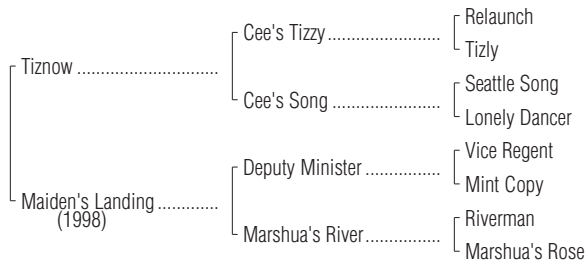 Relaunch
Cee's Tizzy ......................
Tizly
Tiznow ............................
Seattle Song
Cee's Song .....................
Lonely Dancer
Vice Regent
Deputy Minister ...............
Mint Copy
Maiden's Landing ............
(1998)
Riverman
Marshua's River...............
Marshua's Rose